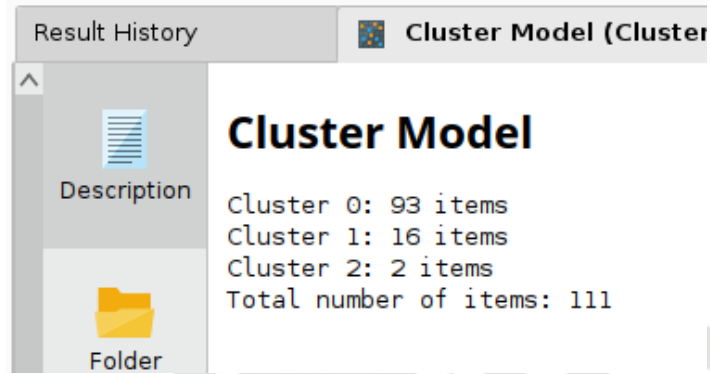 Result History
Cluster Model (Cluster
Description
Cluster Model
Cluster 0: 93 items
Cluster 1: 16 items
Cluster 2: 2 items
Total number of items: 111
Folder